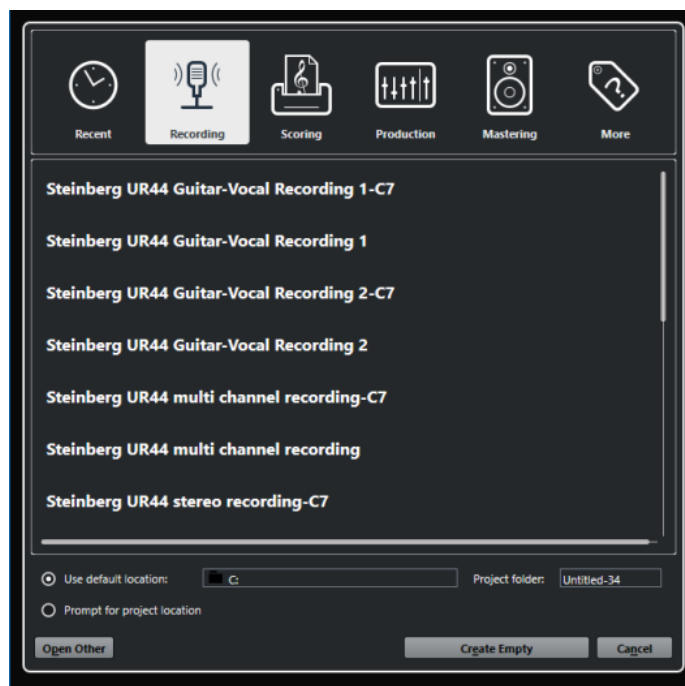 Recent Recording Scoring Production Mastering More
Steinberg UR44 Guitar-Vocal Recording 1-C7
Steinberg UR44 Guitar-Vocal Recording 1
Steinberg UR44 Guitar-Vocal Recording 2-C7
Steinberg UR44 Guitar-Vocal Recording 2
Steinberg UR44 multi channel recording-C7
Steinberg UR44 multi channel recording
Steinberg UR44 stereo recording-C7
Use default location: C: Project folder: Untitled-34
Prompt for project location
Open Other Create Empty Cancel